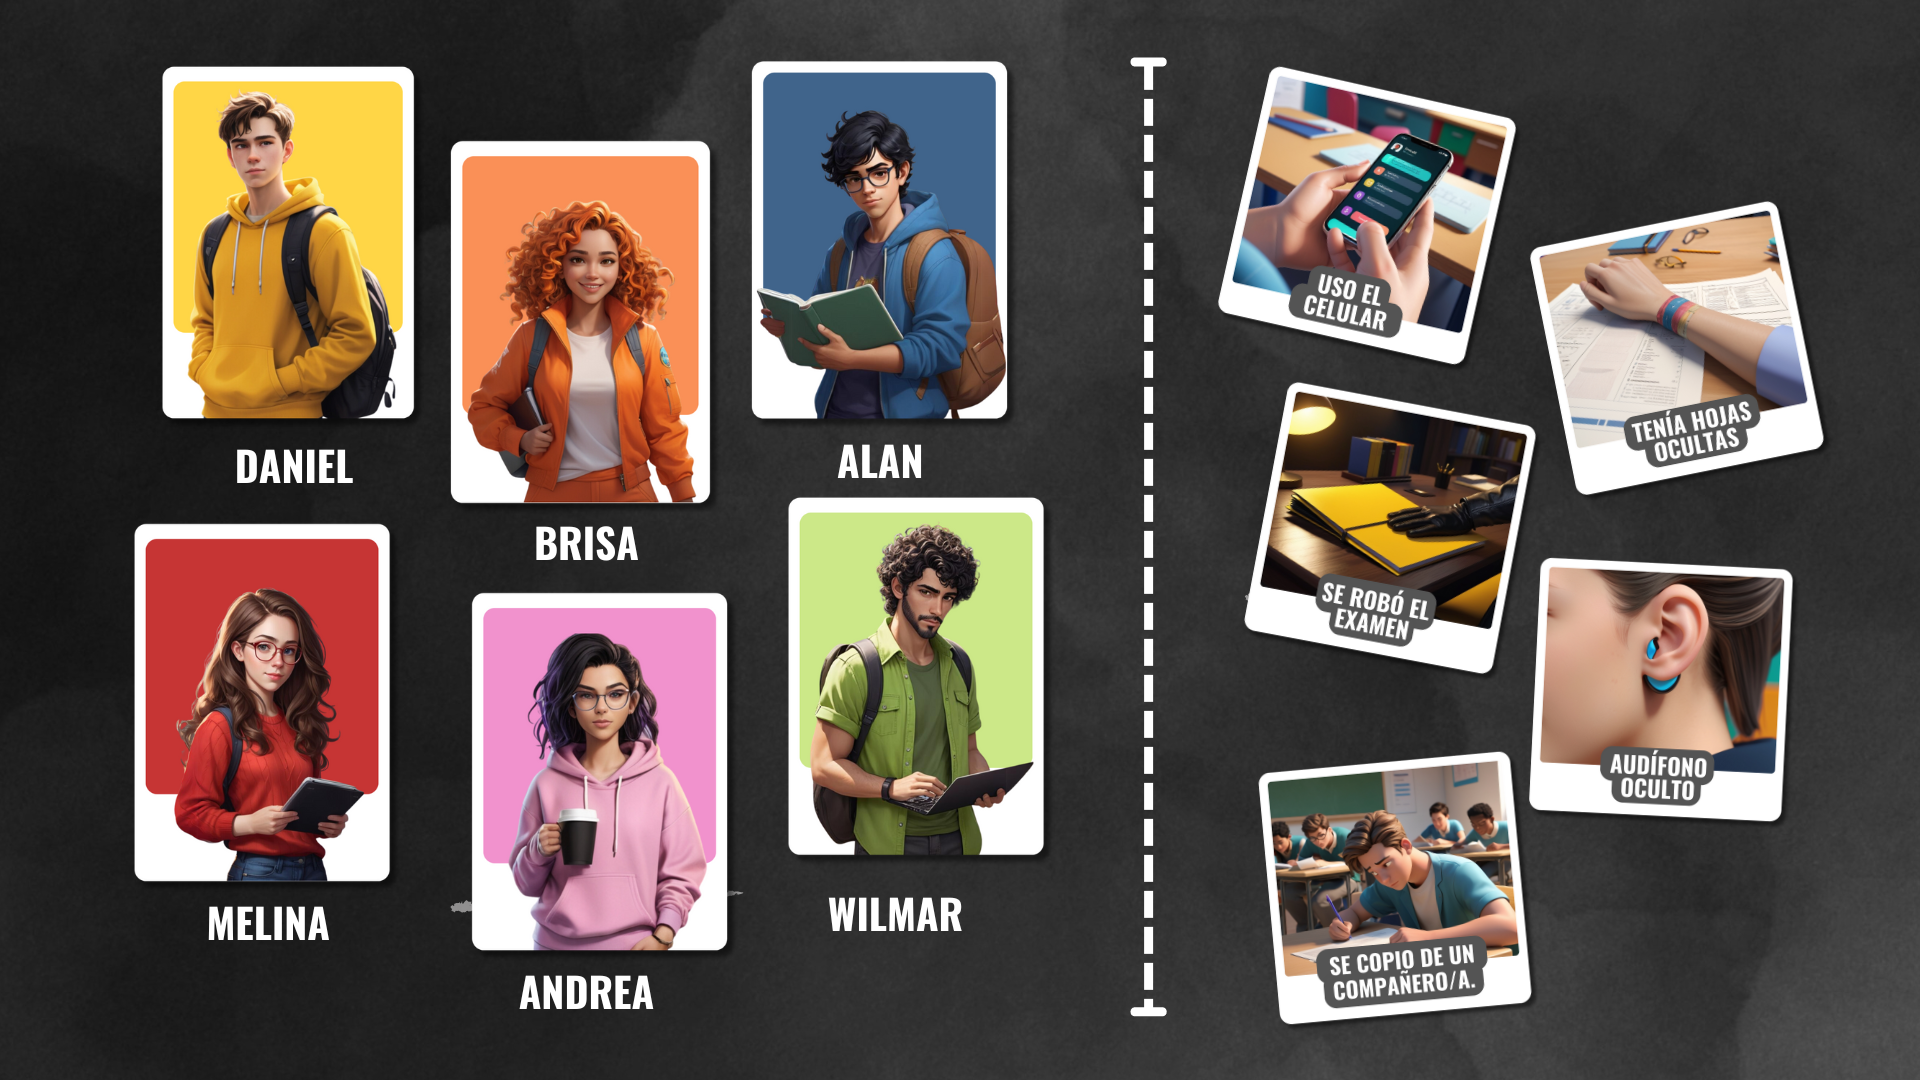 DANIEL
BRISA
ALAN
MELINA
ANDREA
WILMAR
USO EL
CELULAR
TENÍA HOJAS
OCULTAS
SE ROBÓ EL
EXAMEN
AUDÍFONO
OCULTO
SE COPIO DE UN
COMPAÑERO/A.